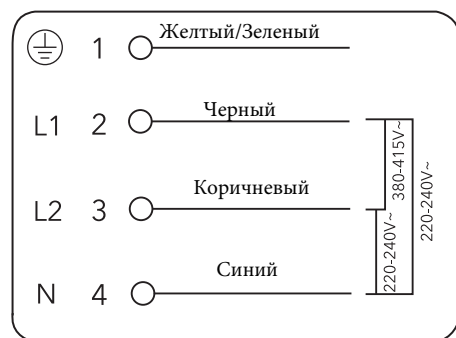 1 Желтый/Зеленый
L1 2 Черный
L2 3 Коричневый
N 4 Синий
380-415V~
220-240V~
220-240V~